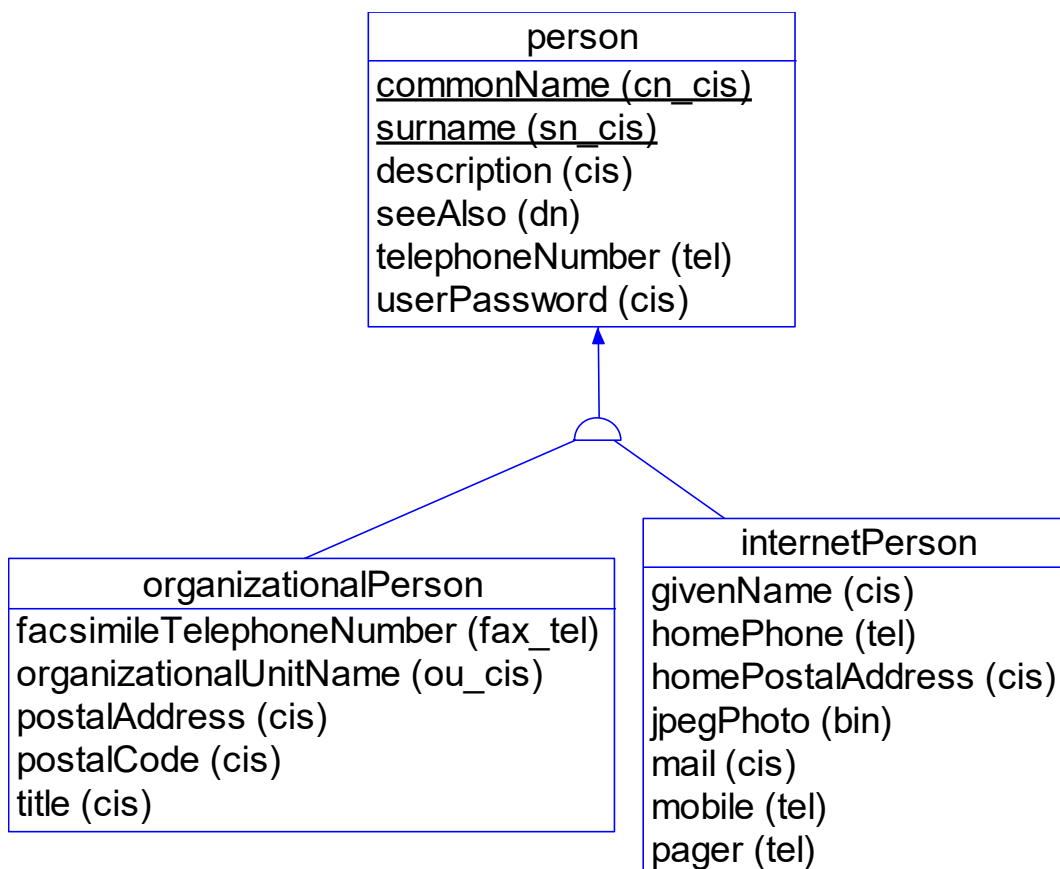 person
commonName (cn_cis)
surname (sn_cis)
description (cis)
seeAlso (dn)
telephoneNumber (tel)
userPassword (cis)
organizationalPerson
facsimileTelephoneNumber (fax_tel)
organizationalUnitName (ou_cis)
postalAddress (cis)
postalCode (cis)
title (cis)
internetPerson
givenName (cis)
homePhone (tel)
homePostalAddress (cis)
jpegPhoto (bin)
mail (cis)
mobile (tel)
pager (tel)